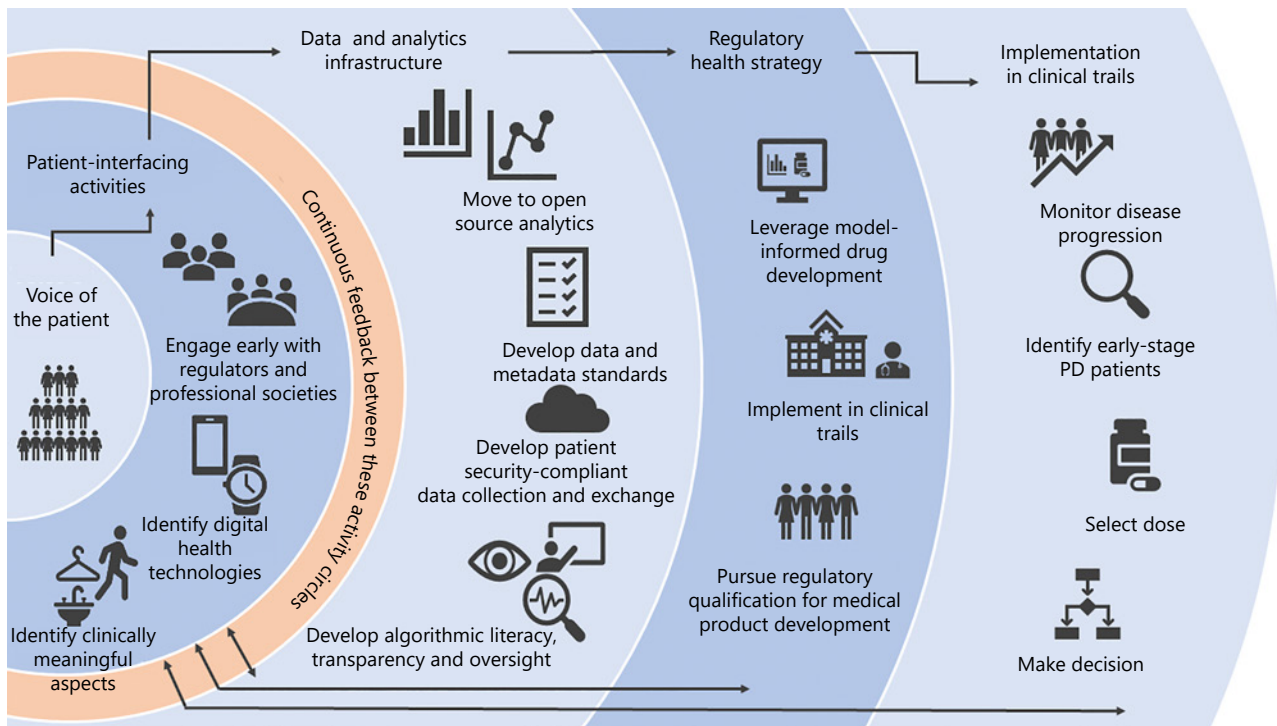 Voice of
the patient
Patient-interfacing
activities
Engage early with
regulators and
professional societies
Identify digital
health
technologies
Identify clinically
meaningful
aspects
Continuous feedback between these activity circles
Data and analytics
infrastructure
Move to open
source analytics
Develop data and
metadata standards
Develop patient
security-compliant
data collection and exchange
Develop algorithmic literacy,
transparency and oversight
Regulatory
health strategy
Leverage model-
informed drug
development
Implement in clinical
trails
Pursue regulatory
qualification for medical
product development
Implementation
in clinical trails
Monitor disease
progression
Identify early-stage
PD patients
Select dose
Make decision